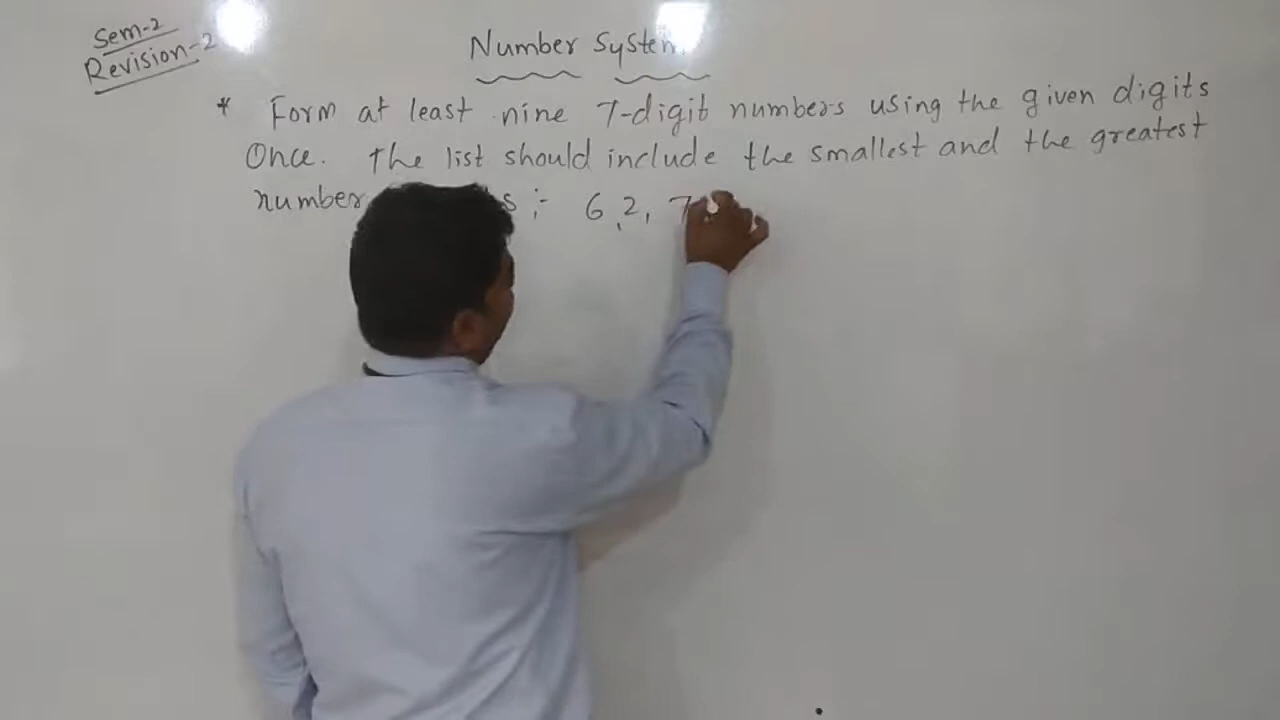 Sem-2
Revision-2
Number System
* Form at least nine 7-digit numbers using the given digits
Once. The list should include the smallest and the greatest
number s :- 6, 2, 7